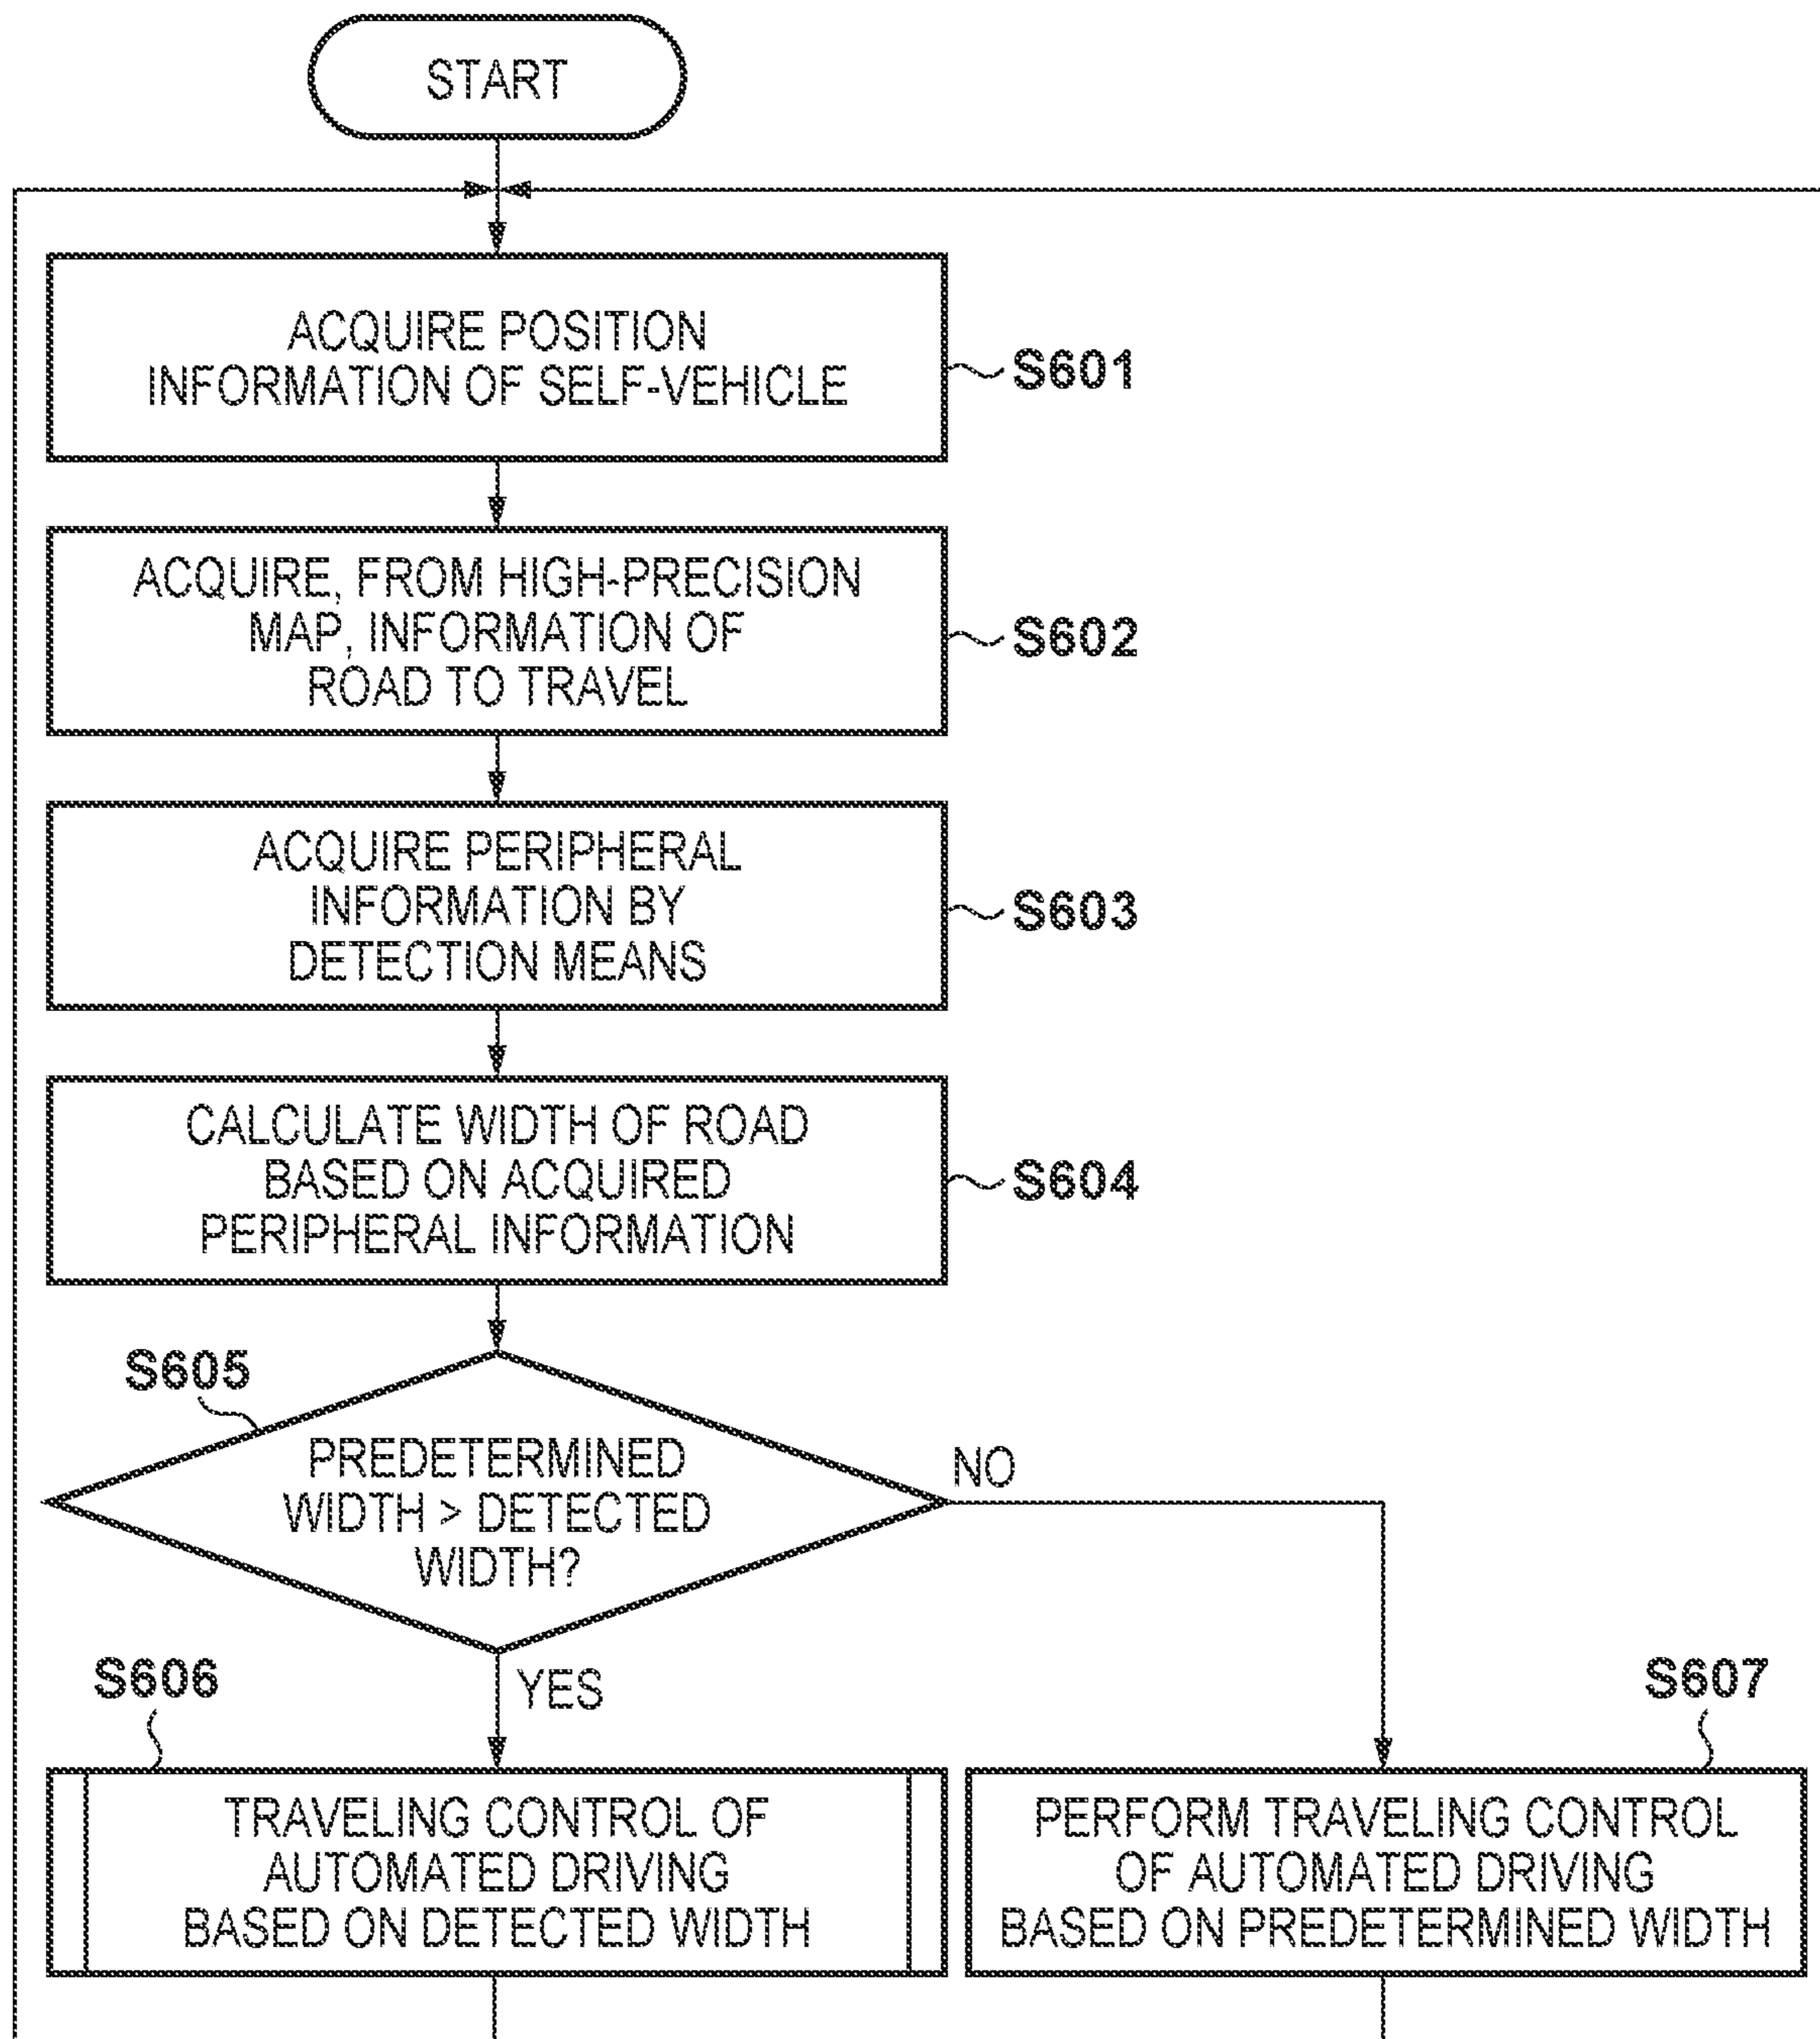 START
ACQUIRE POSITION
INFORMATION OF SELF-VEHICLE
S601
ACQUIRE, FROM HIGH-PRECISION
MAP, INFORMATION OF
ROAD TO TRAVEL
S602
ACQUIRE PERIPHERAL
INFORMATION BY
DETECTION MEANS
S603
CALCULATE WIDTH OF ROAD
BASED ON ACQUIRED
PERIPHERAL INFORMATION
S604
S605
PREDETERMINED
WIDTH > DETECTED
WIDTH?
NO
YES
S606
TRAVELING CONTROL OF
AUTOMATED DRIVING
BASED ON DETECTED WIDTH
S607
PERFORM TRAVELING CONTROL
OF AUTOMATED DRIVING
BASED ON PREDETERMINED WIDTH